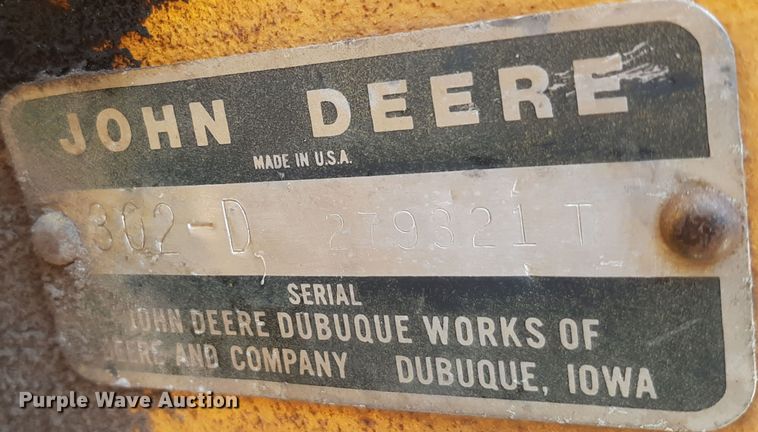 JOHN DEERE
MADE IN U.S.A.
302-D 279321 T
SERIAL
JOHN DEERE DUBUQUE WORKS OF
DEERE AND COMPANY DUBUQUE, IOWA
Purple Wave Auction